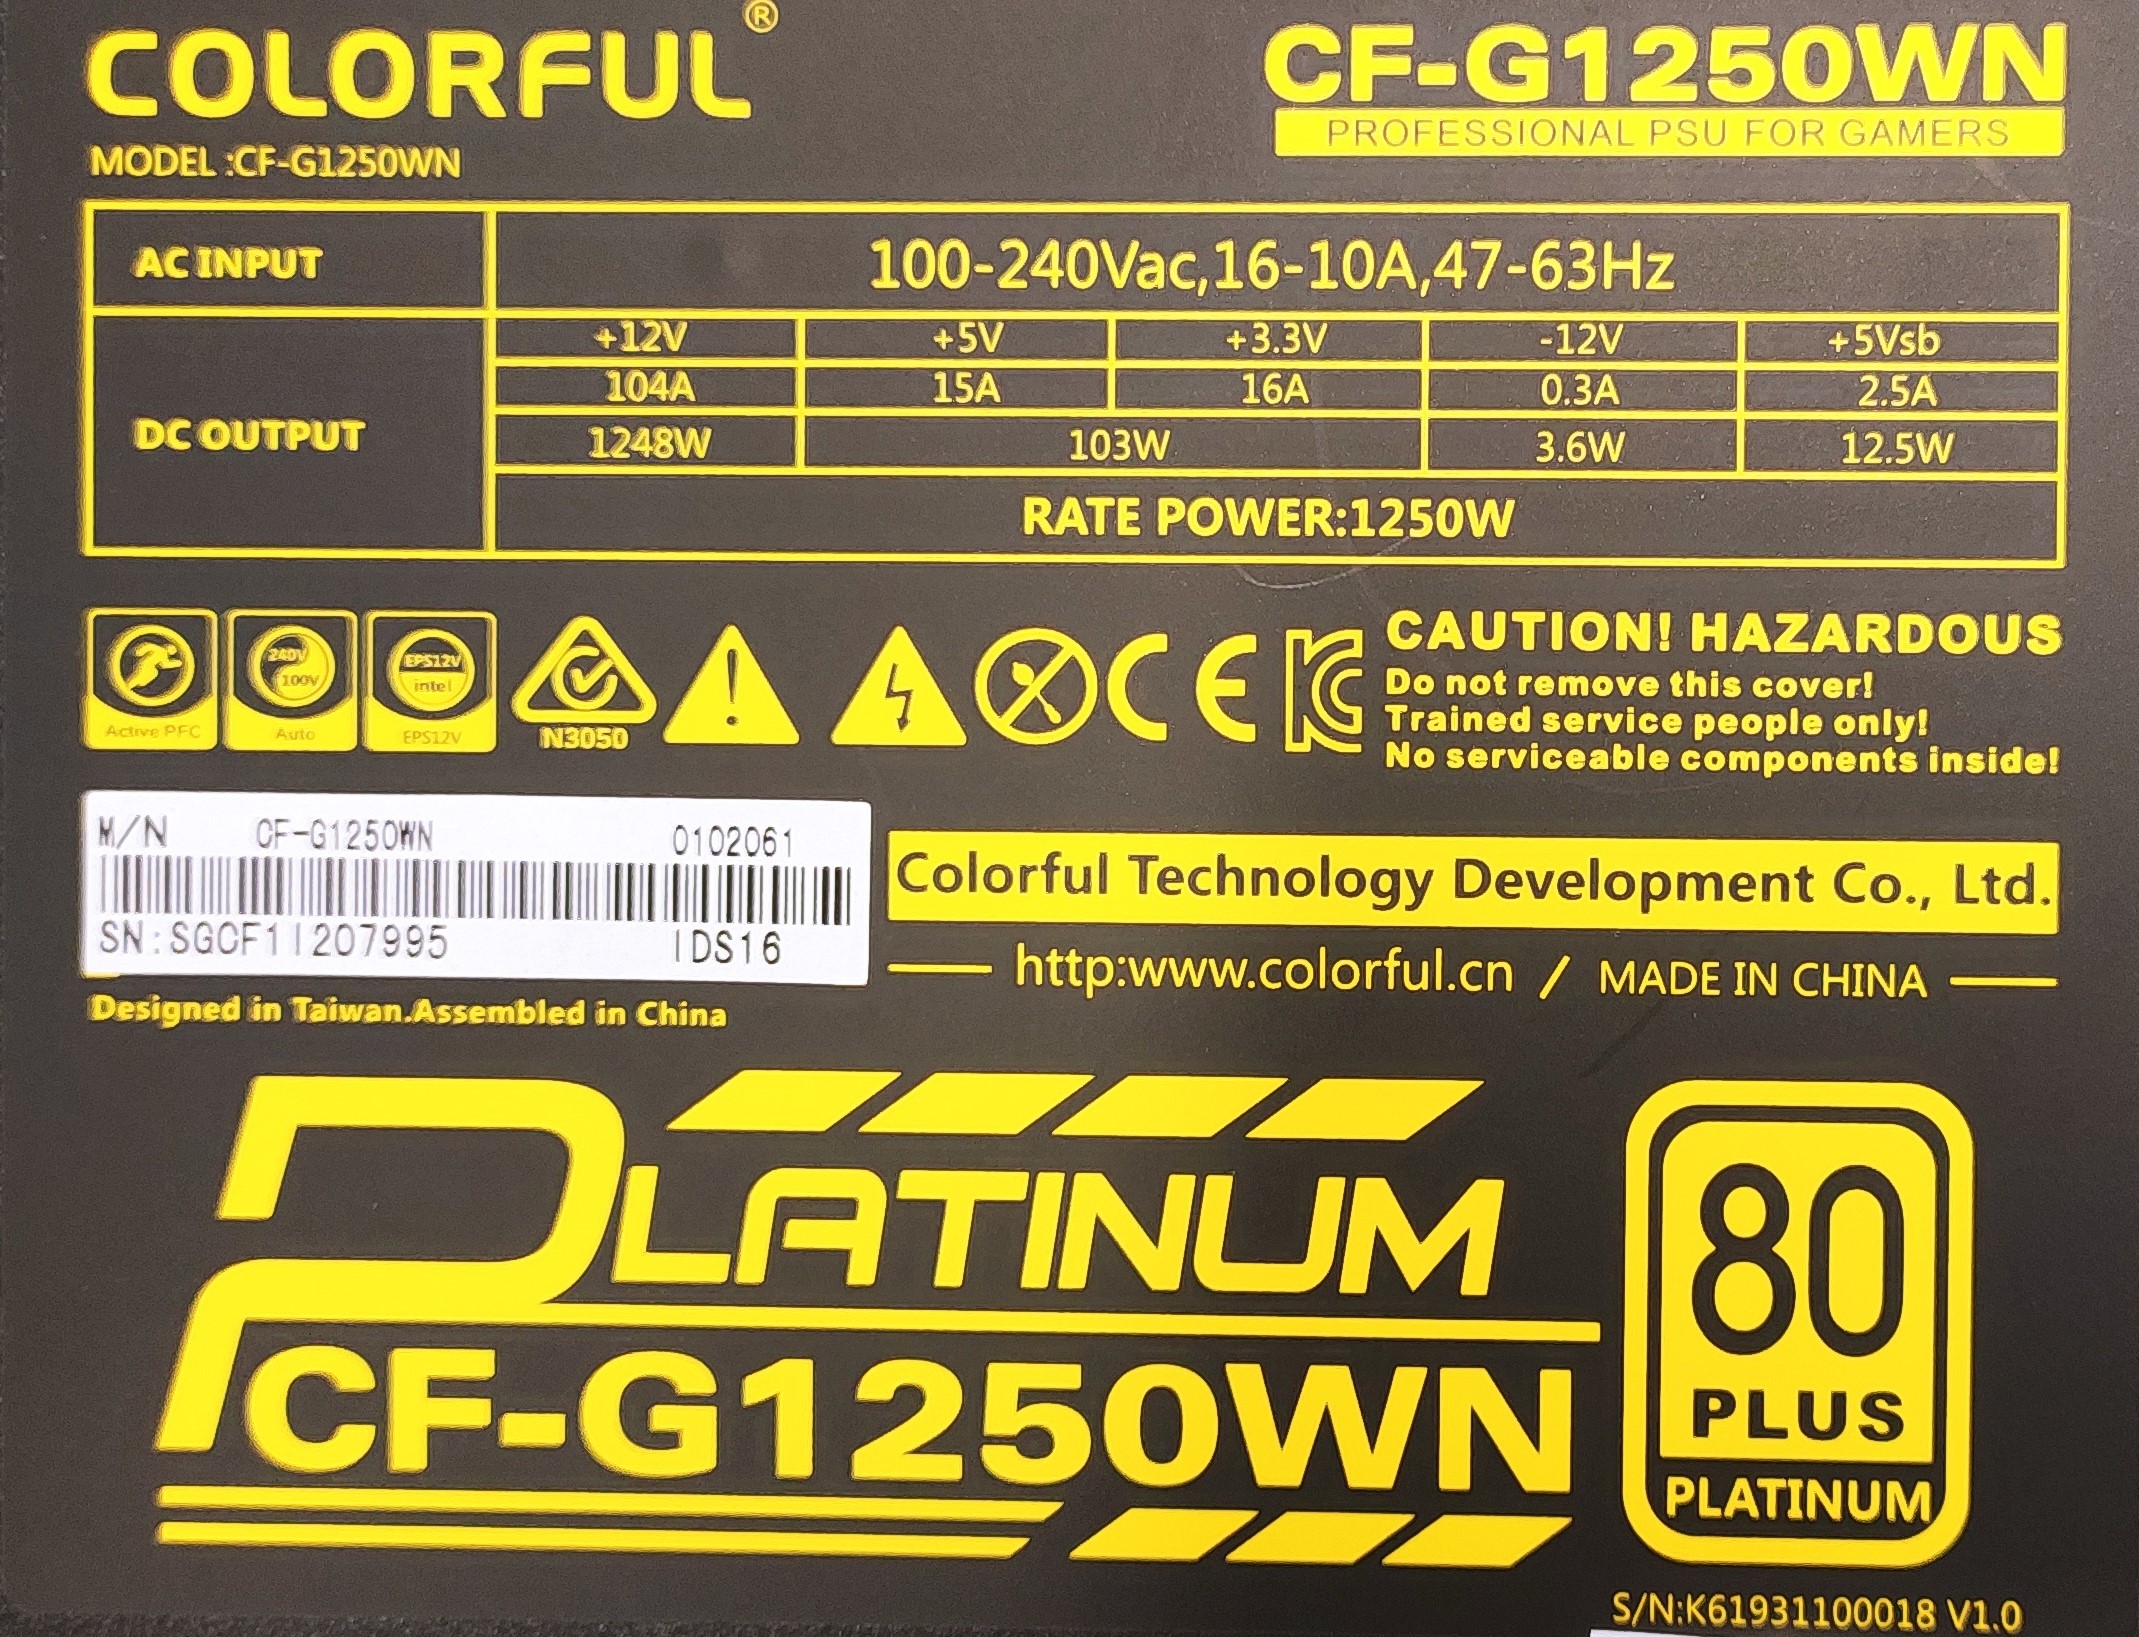 COLORFUL®
MODEL :CF-G1250WN
CF-G1250WN
PROFESSIONAL PSU FOR GAMERS
AC INPUT 100-240Vac,16-10A,47-63Hz
DC OUTPUT
+12V +5V +3.3V -12V +5Vsb
104A 15A 16A 0.3A 2.5A
1248W 103W 3.6W 12.5W
RATE POWER:1250W
Active PFC
240V
100V
Auto
EPS12V
intel
EPS12V
N3050
CE
KC
CAUTION! HAZARDOUS
Do not remove this cover!
Trained service people only!
No serviceable components inside!
M/N CF-G1250WN 0102061
SN:SGCF11207995 IDS16
Colorful Technology Development Co., Ltd.
http:www.colorful.cn / MADE IN CHINA
Designed in Taiwan.Assembled in China
PLATINUM
CF-G1250WN
80
PLUS
PLATINUM
S/N:K61931100018 V1.0